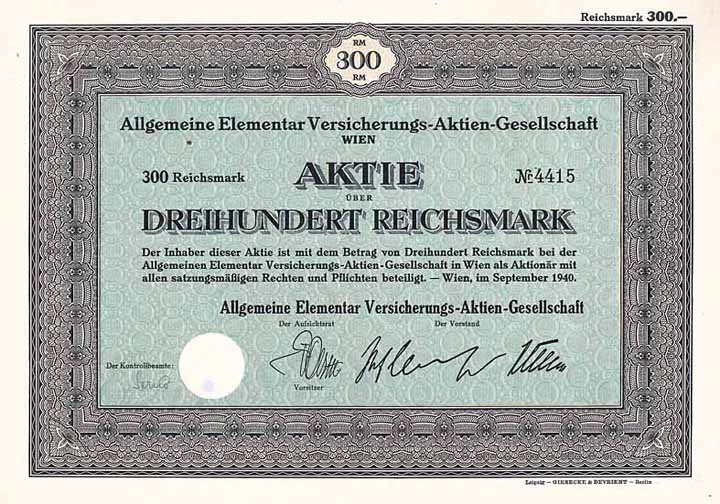 Reichsmark 300.—
RM
300
RM
Allgemeine Elementar Versicherungs-Aktien-Gesellschaft
WIEN
300 Reichsmark AKTIE № 4415
ÜBER
DREIHUNDERT REICHSMARK
Der Inhaber dieser Aktie ist mit dem Betrag von Dreihundert Reichsmark bei der
Allgemeinen Elementar Versicherungs-Aktien-Gesellschaft in Wien als Aktionär mit
allen satzungsmäßigen Rechten und Pflichten beteiligt. — Wien, im September 1940.
Allgemeine Elementar Versicherungs-Aktien-Gesellschaft
Der Aufsichtsrat Der Vorstand
Der Kontrollbeamte:
Vorsitzer
Leipzig — GIESECKE & DEVRIENT — Berlin